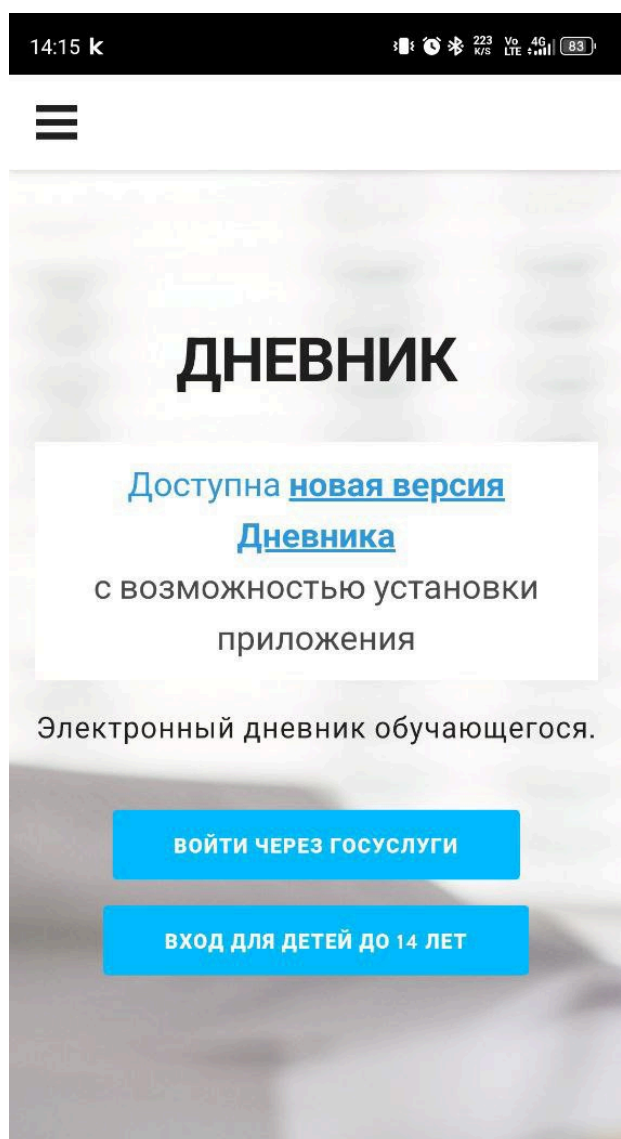 14:15 k 223 K/S Vo LTE 4G 83
ДНЕВНИК
Доступна новая версия
Дневника
с возможностью установки
приложения
Электронный дневник обучающегося.
ВОЙТИ ЧЕРЕЗ ГОСУСЛУГИ
ВХОД ДЛЯ ДЕТЕЙ ДО 14 ЛЕТ